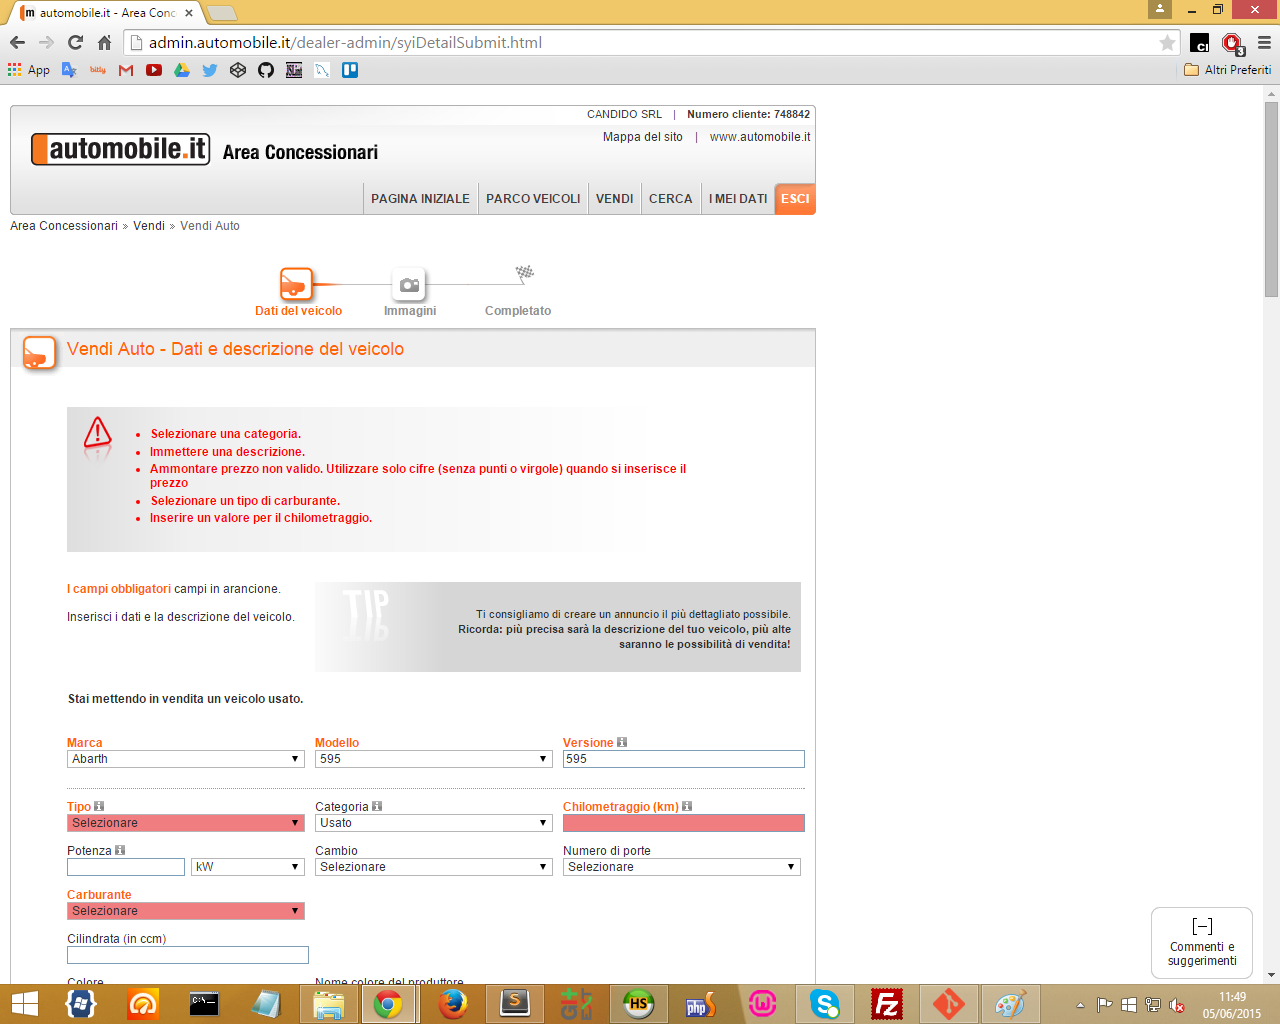 automobile.it - Area Conc
admin.automobile.it/dealer-admin/syiDetailSubmit.html
App
bitly
Altri Preferiti
CANDIDO SRL | Numero cliente: 748842
automobile.it Area Concessionari
Mappa del sito | www.automobile.it
PAGINA INIZIALE PARCO VEICOLI VENDI CERCA I MEI DATI ESCI
Area Concessionari » Vendi » Vendi Auto
Dati del veicolo Immagini Completato
Vendi Auto - Dati e descrizione del veicolo
Selezionare una categoria.
Immettere una descrizione.
Ammontare prezzo non valido. Utilizzare solo cifre (senza punti o virgole) quando si inserisce il
prezzo
Selezionare un tipo di carburante.
Inserire un valore per il chilometraggio.
I campi obbligatori campi in arancione.
Inserisci i dati e la descrizione del veicolo.
TIP
Ti consigliamo di creare un annuncio il più dettagliato possibile.
Ricorda: più precisa sarà la descrizione del tuo veicolo, più alte
saranno le possibilità di vendita!
Stai mettendo in vendita un veicolo usato.
Marca Modello Versione
Abarth 595 595
Tipo Categoria Chilometraggio (km)
Selezionare Usato
Potenza Cambio Numero di porte
kW Selezionare Selezionare
Carburante
Selezionare
Cilindrata (in ccm)
Colore Nome colore del produttore
[–]
Commenti e
suggerimenti
11:49
05/06/2015